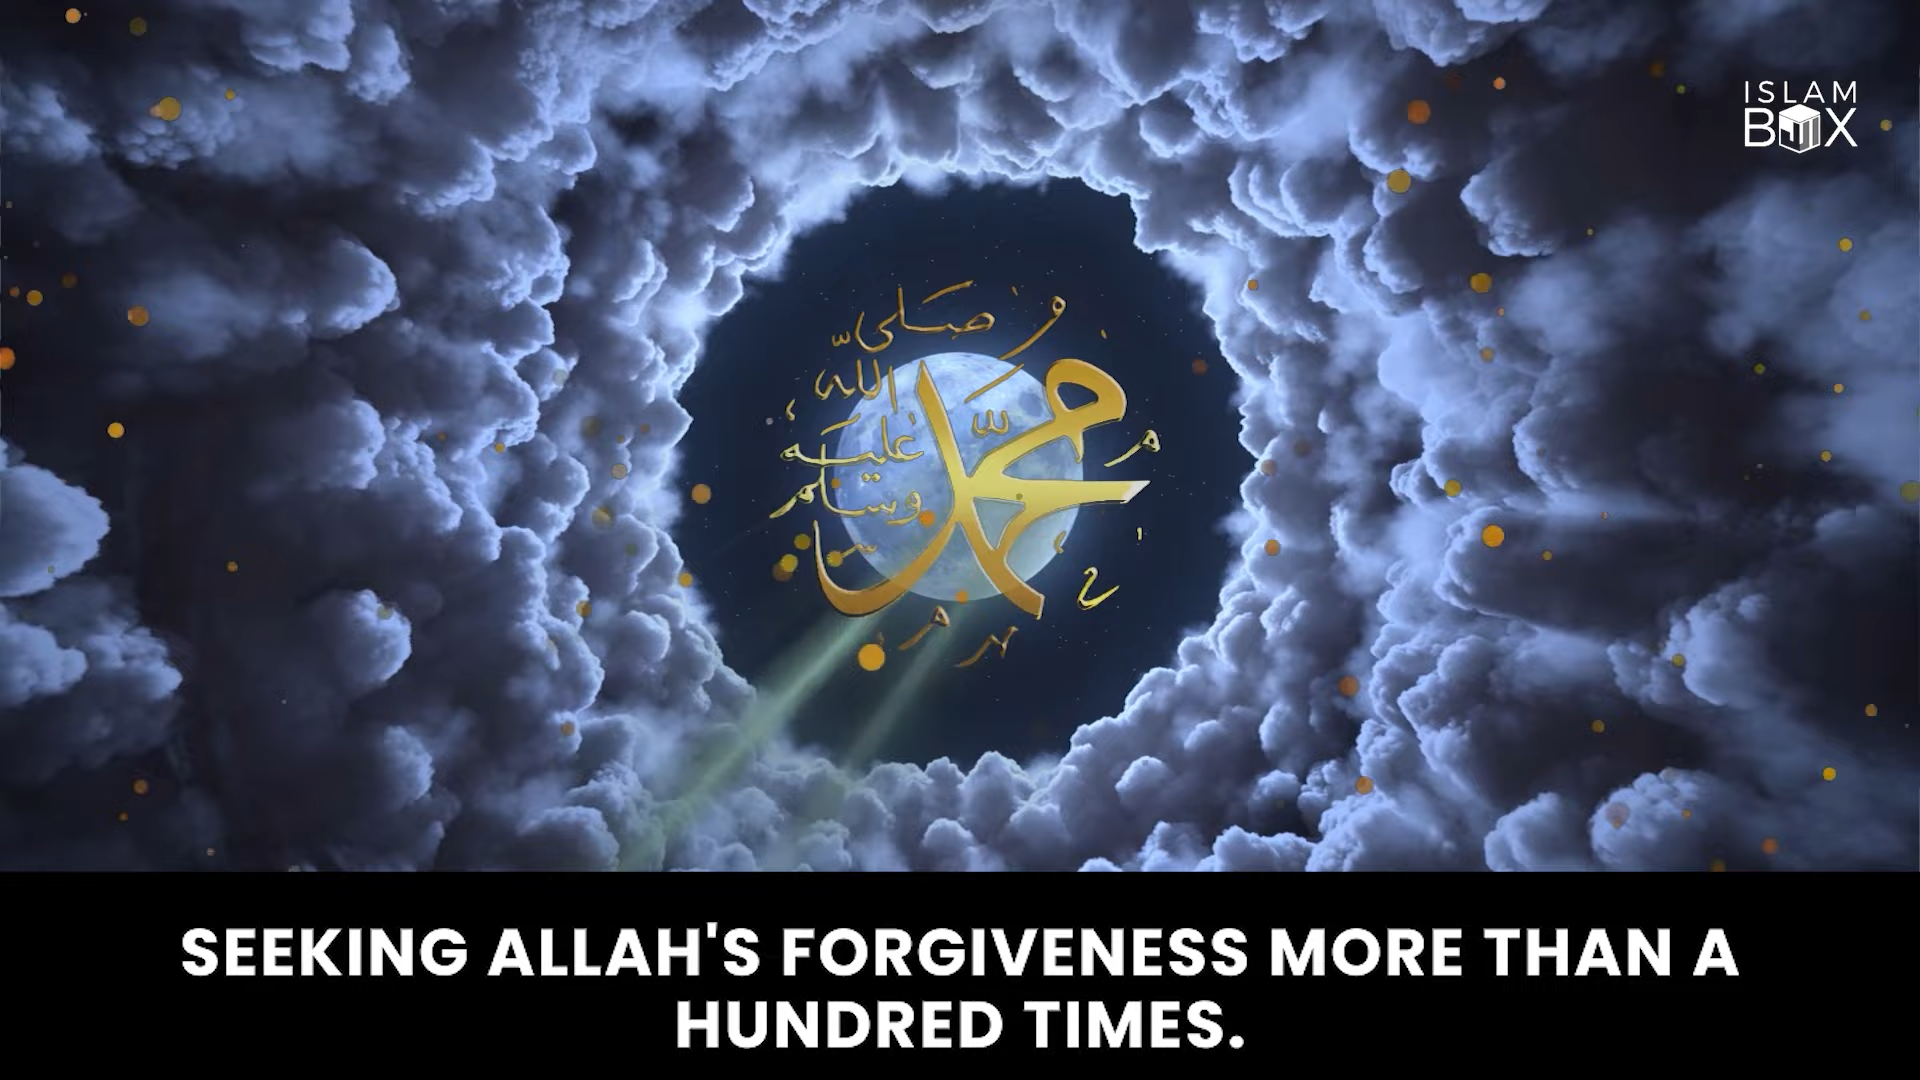 ISLAM
BOX
صلى
الله
عليه
وسلم
محمد
SEEKING ALLAH'S FORGIVENESS MORE THAN A
HUNDRED TIMES.